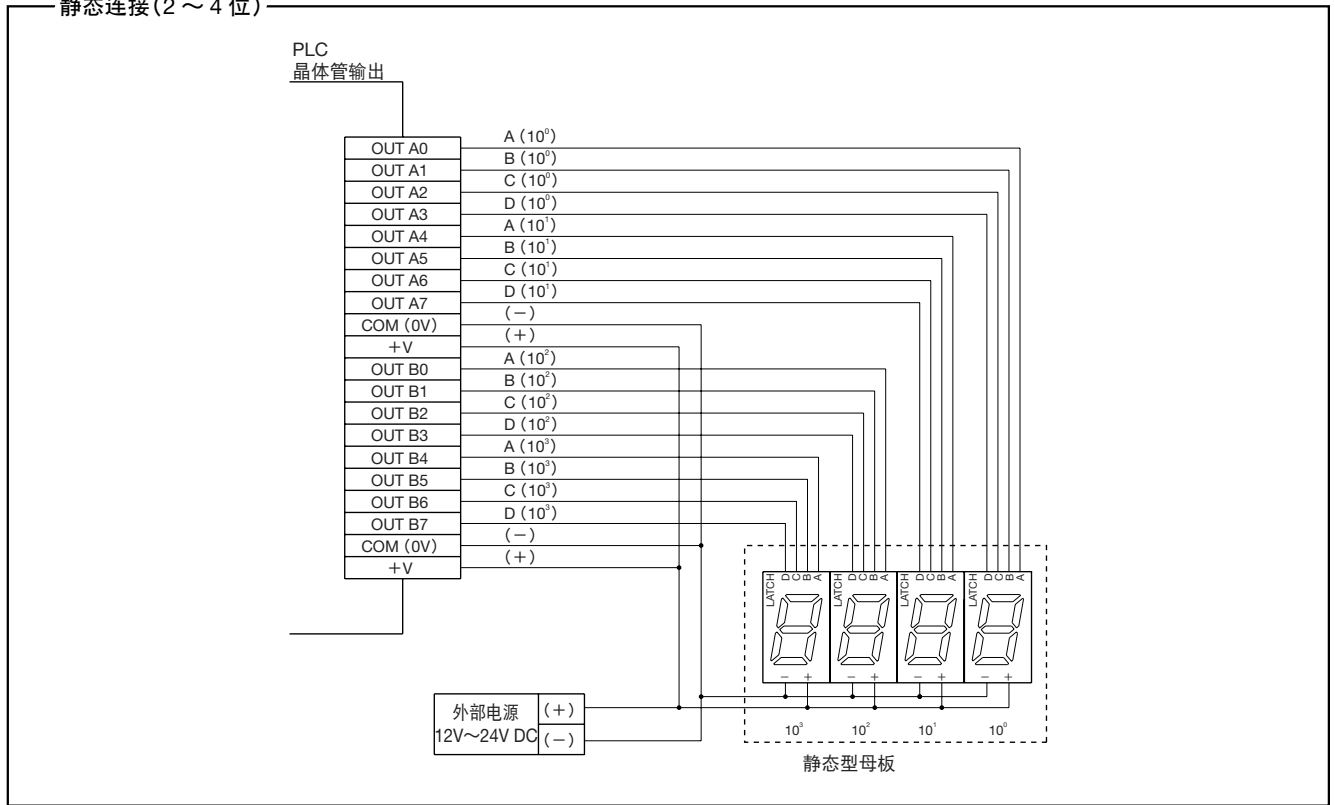 静态连接(2～4 位)
PLC
晶体管输出
OUT A0 A(10⁰)
OUT A1 B(10⁰)
OUT A2 C(10⁰)
OUT A3 D(10⁰)
OUT A4 A(10¹)
OUT A5 B(10¹)
OUT A6 C(10¹)
OUT A7 D(10¹)
COM(0V) (－)
＋V (＋)
OUT B0 A(10²)
OUT B1 B(10²)
OUT B2 C(10²)
OUT B3 D(10²)
OUT B4 A(10³)
OUT B5 B(10³)
OUT B6 C(10³)
OUT B7 D(10³)
COM(0V) (－)
＋V (＋)
LATCH D C B A LATCH D C B A LATCH D C B A LATCH D C B A
－ ＋ － ＋ － ＋ － ＋
外部电源 (＋)
12V～24V DC (－)
10³ 10² 10¹ 10⁰
静态型母板